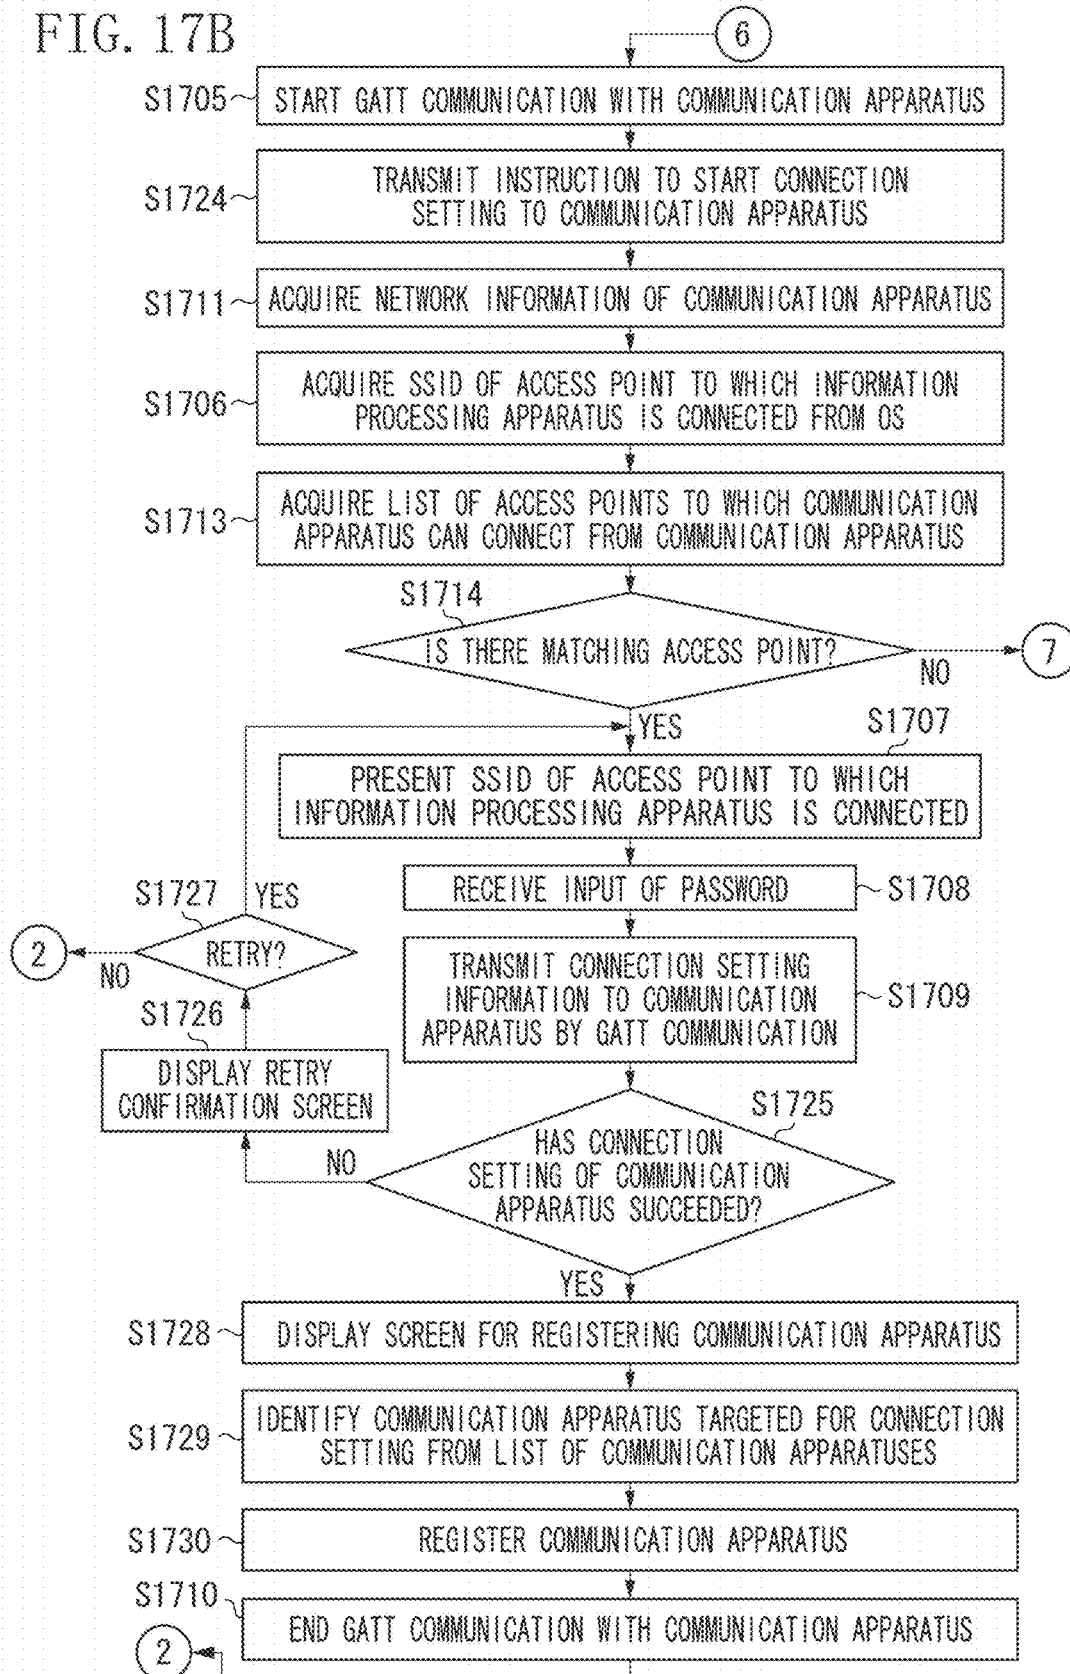 FIG. 17B
6
S1705
START GATT COMMUNICATION WITH COMMUNICATION APPARATUS
S1724
TRANSMIT INSTRUCTION TO START CONNECTION
SETTING TO COMMUNICATION APPARATUS
S1711
ACQUIRE NETWORK INFORMATION OF COMMUNICATION APPARATUS
S1706
ACQUIRE SSID OF ACCESS POINT TO WHICH INFORMATION
PROCESSING APPARATUS IS CONNECTED FROM OS
S1713
ACQUIRE LIST OF ACCESS POINTS TO WHICH COMMUNICATION
APPARATUS CAN CONNECT FROM COMMUNICATION APPARATUS
S1714
IS THERE MATCHING ACCESS POINT?
NO
7
YES
S1707
PRESENT SSID OF ACCESS POINT TO WHICH
INFORMATION PROCESSING APPARATUS IS CONNECTED
RECEIVE INPUT OF PASSWORD
S1708
S1727
YES
RETRY?
2
NO
TRANSMIT CONNECTION SETTING
INFORMATION TO COMMUNICATION
APPARATUS BY GATT COMMUNICATION
S1709
S1726
DISPLAY RETRY
CONFIRMATION SCREEN
S1725
HAS CONNECTION
SETTING OF COMMUNICATION
APPARATUS SUCCEEDED?
NO
YES
S1728
DISPLAY SCREEN FOR REGISTERING COMMUNICATION APPARATUS
S1729
IDENTIFY COMMUNICATION APPARATUS TARGETED FOR CONNECTION
SETTING FROM LIST OF COMMUNICATION APPARATUSES
S1730
REGISTER COMMUNICATION APPARATUS
S1710
END GATT COMMUNICATION WITH COMMUNICATION APPARATUS
2